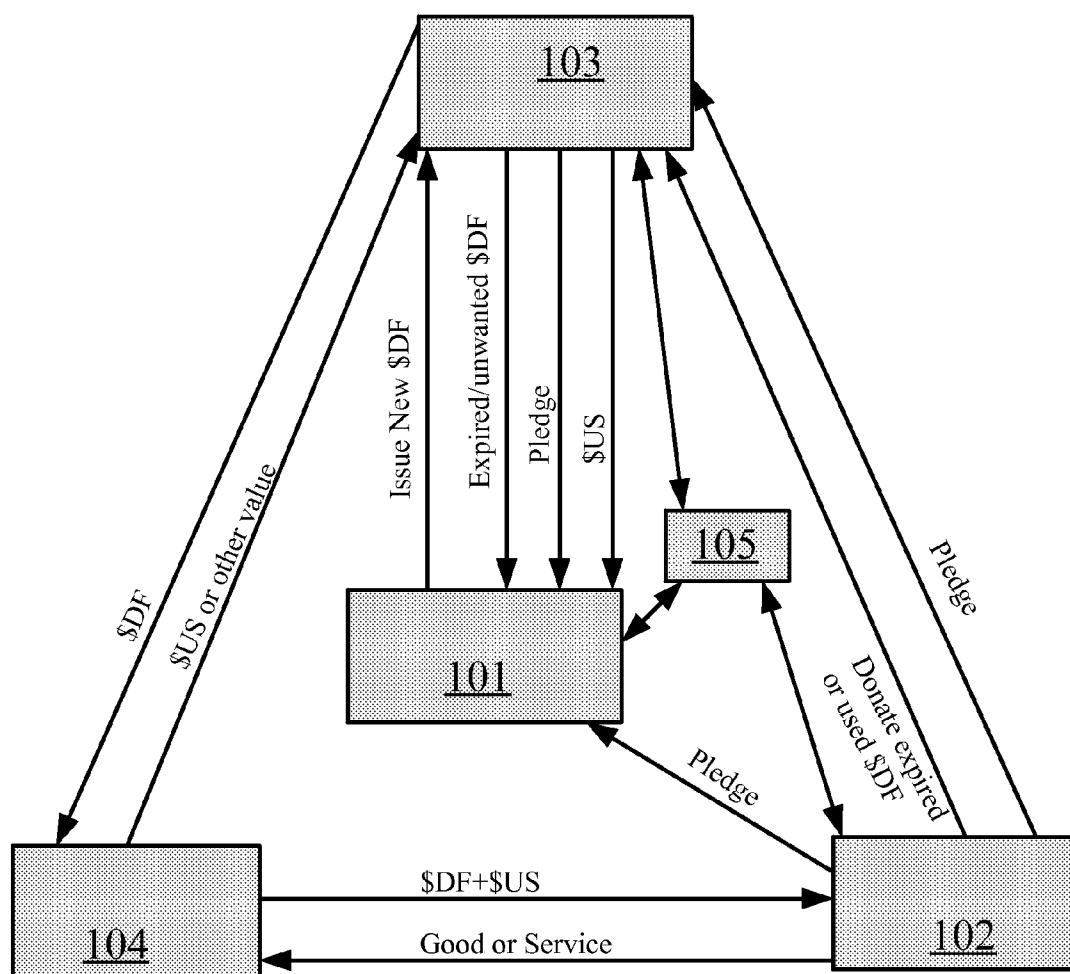 103
Issue New $DF
Expired/unwanted $DF
Pledge
$US
$DF
$US or other value
105
Pledge
101
Donate expired
or used $DF
Pledge
104
$DF+$US
Good or Service
102